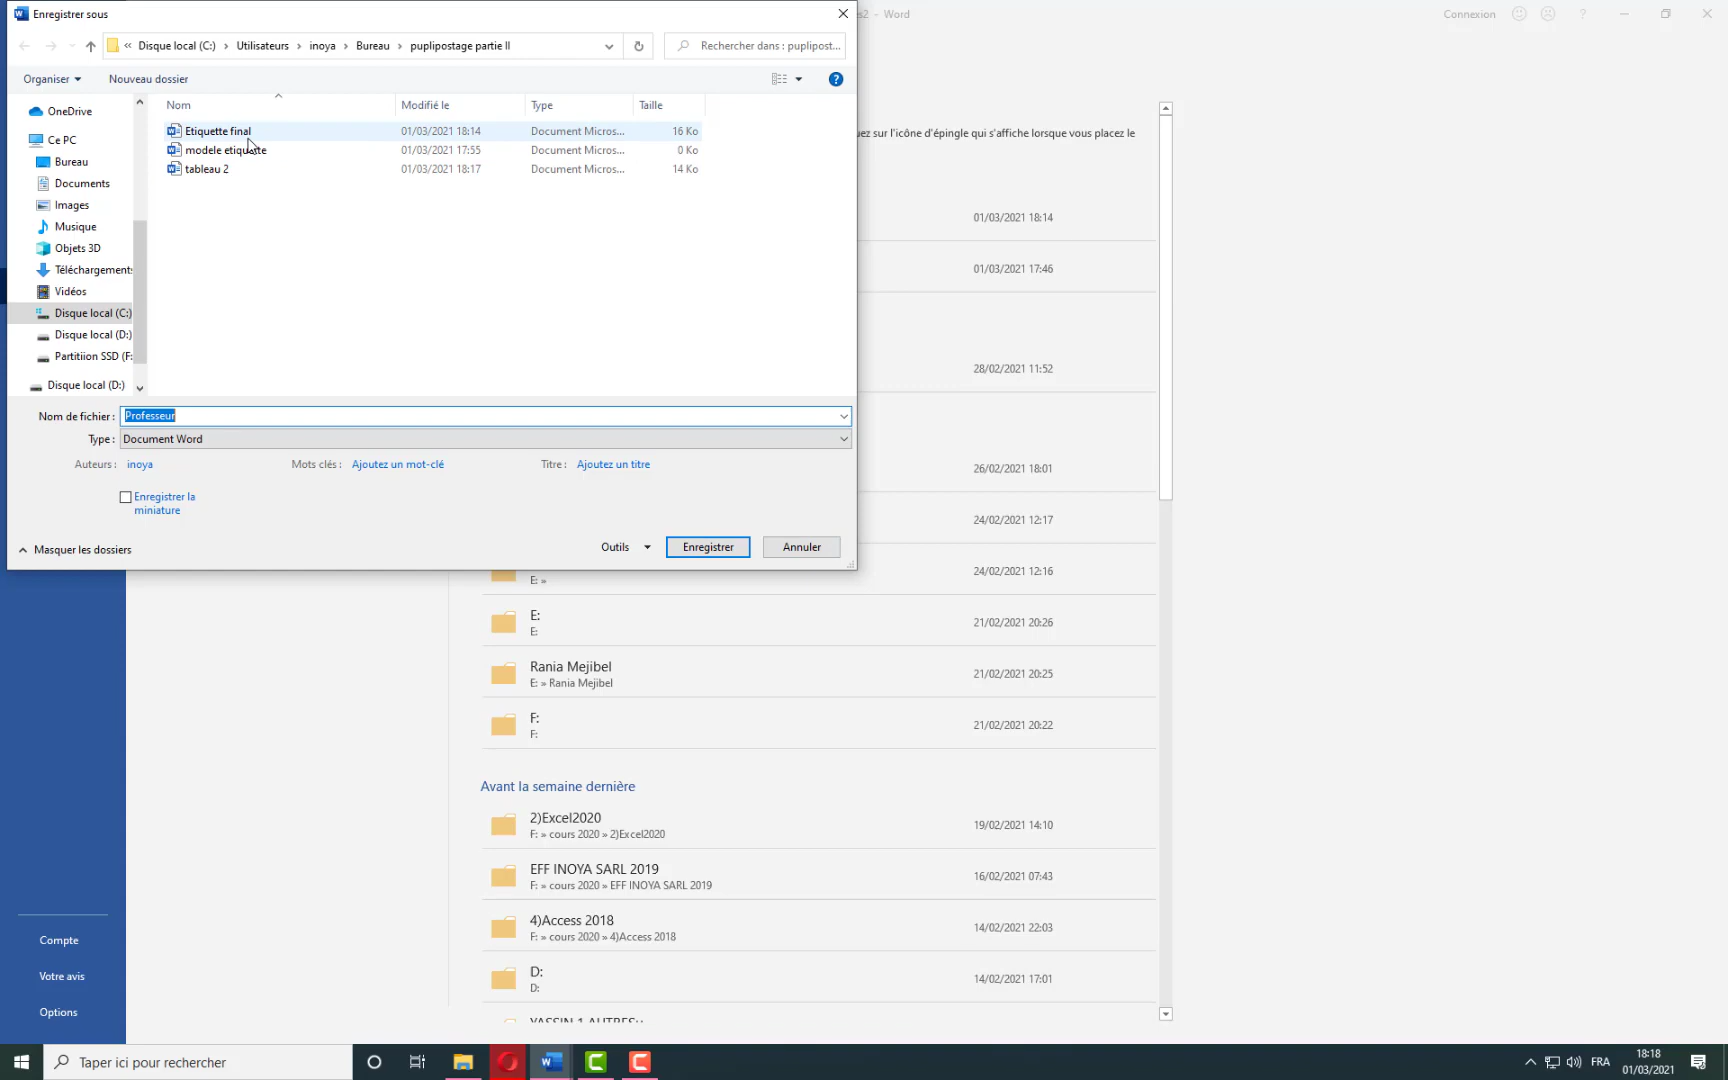 Enregistrer sous
es2 - Word
Connexion
?
« Disque local (C:) › Utilisateurs › inoya › Bureau › puplipostage partie II
Rechercher dans : puplipost...
Organiser
Nouveau dossier
?
OneDrive
Ce PC
Bureau
Documents
Images
Musique
Objets 3D
Téléchargements
Vidéos
Disque local (C:)
Disque local (D:)
Partitiion SSD (F:
Disque local (D:)
Nom Modifié le Type Taille
Etiquette final 01/03/2021 18:14 Document Micros... 16 Ko
modele etiquette 01/03/2021 17:55 Document Micros... 0 Ko
tableau 2 01/03/2021 18:17 Document Micros... 14 Ko
Nom de fichier : Professeur
Type : Document Word
Auteurs : inoya Mots clés : Ajoutez un mot-clé Titre : Ajoutez un titre
Enregistrer la
miniature
Masquer les dossiers
Outils
Enregistrer
Annuler
uez sur l'icône d'épingle qui s'affiche lorsque vous placez le
01/03/2021 18:14
01/03/2021 17:46
28/02/2021 11:52
26/02/2021 18:01
24/02/2021 12:17
24/02/2021 12:16
E: »
E:
E:
21/02/2021 20:26
Rania Mejibel
E: » Rania Mejibel
21/02/2021 20:25
F:
F:
21/02/2021 20:22
Avant la semaine dernière
2)Excel2020
F: » cours 2020 » 2)Excel2020
19/02/2021 14:10
EFF INOYA SARL 2019
F: » cours 2020 » EFF INOYA SARL 2019
16/02/2021 07:43
4)Access 2018
F: » cours 2020 » 4)Access 2018
14/02/2021 22:03
D:
D:
14/02/2021 17:01
YASSIN 1 AUTRES::
Compte
Votre avis
Options
Taper ici pour rechercher
FRA
18:18
01/03/2021